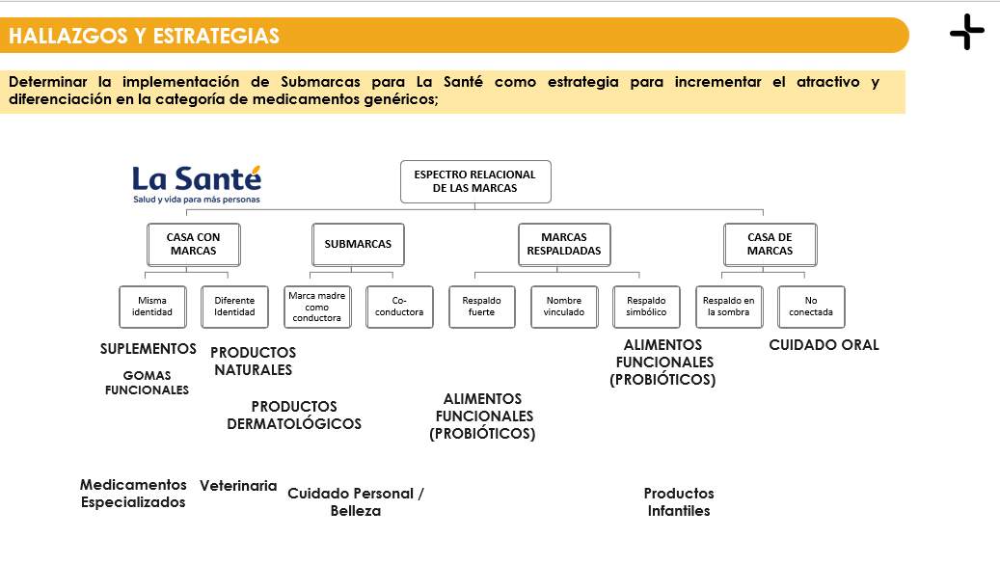 HALLAZGOS Y ESTRATEGIAS
Determinar la implementación de Submarcas para La Santé como estrategia para incrementar el atractivo y
diferenciación en la categoría de medicamentos genéricos;
La Santé
Salud y vida para más personas
ESPECTRO RELACIONAL
DE LAS MARCAS
CASA CON
MARCAS
SUBMARCAS
MARCAS
RESPALDADAS
CASA DE
MARCAS
Misma
identidad
Diferente
Identidad
Marca madre
como
conductora
Co-
conductora
Respaldo
fuerte
Nombre
vinculado
Respaldo
simbólico
Respaldo en
la sombra
No
conectada
SUPLEMENTOS
GOMAS
FUNCIONALES
PRODUCTOS
NATURALES
PRODUCTOS
DERMATOLÓGICOS
ALIMENTOS
FUNCIONALES
(PROBIÓTICOS)
ALIMENTOS
FUNCIONALES
(PROBIÓTICOS)
CUIDADO ORAL
Medicamentos
Especializados
Veterinaria
Cuidado Personal /
Belleza
Productos
Infantiles